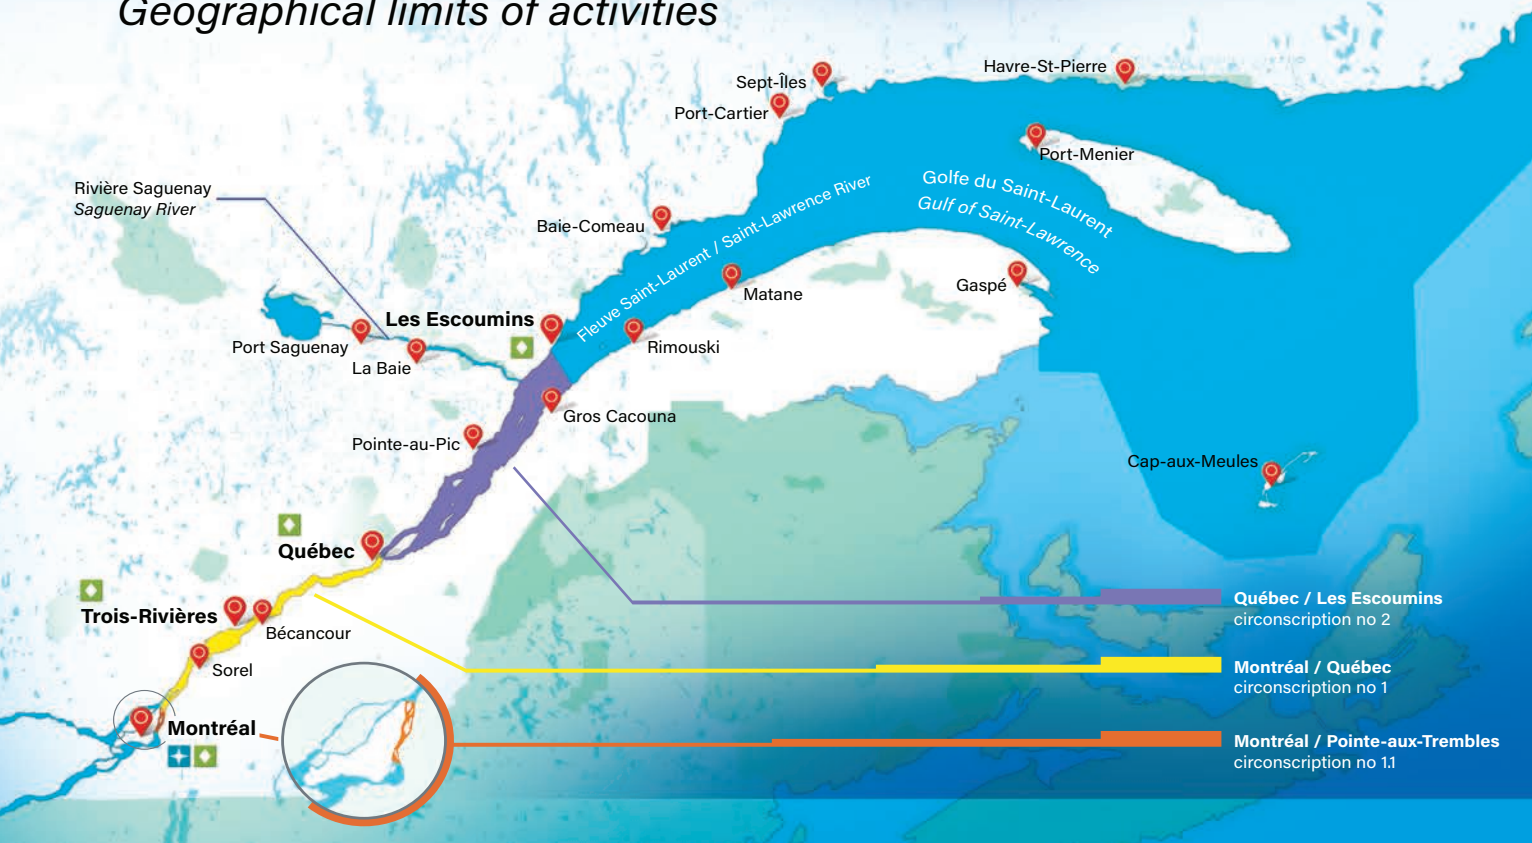 Geographical limits of activities
Sept-Îles
Havre-St-Pierre
Port-Cartier
Port-Menier
Rivière Saguenay
Saguenay River
Golfe du Saint-Laurent
Gulf of Saint-Lawrence
Baie-Comeau
Fleuve Saint-Laurent / Saint-Lawrence River
Gaspé
Matane
Les Escoumins
Port Saguenay
Rimouski
La Baie
Gros Cacouna
Pointe-au-Pic
Cap-aux-Meules
Québec
Trois-Rivières
Bécancour
Sorel
Montréal
Québec / Les Escoumins
circonscription no 2
Montréal / Québec
circonscription no 1
Montréal / Pointe-aux-Trembles
circonscription no 1.1